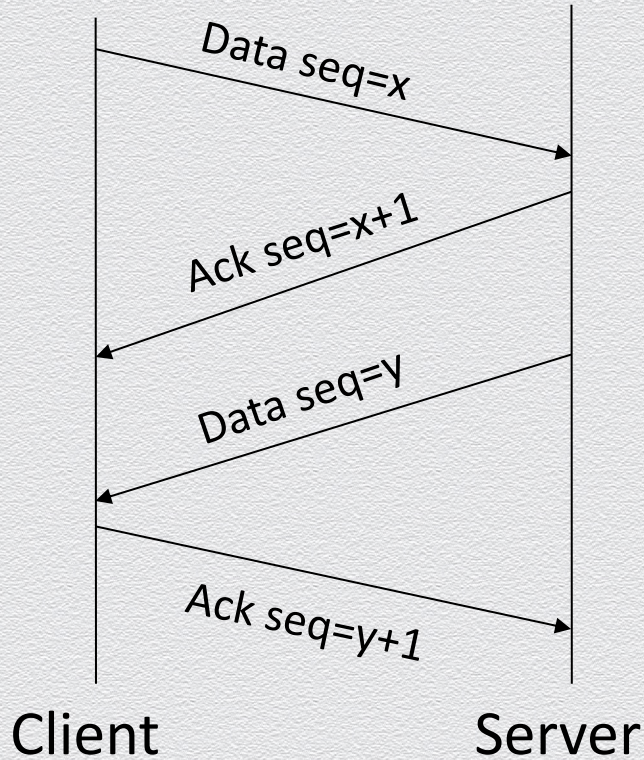 Data seq=x
Ack seq=x+1
Data seq=y
Ack seq=y+1
Client
Server